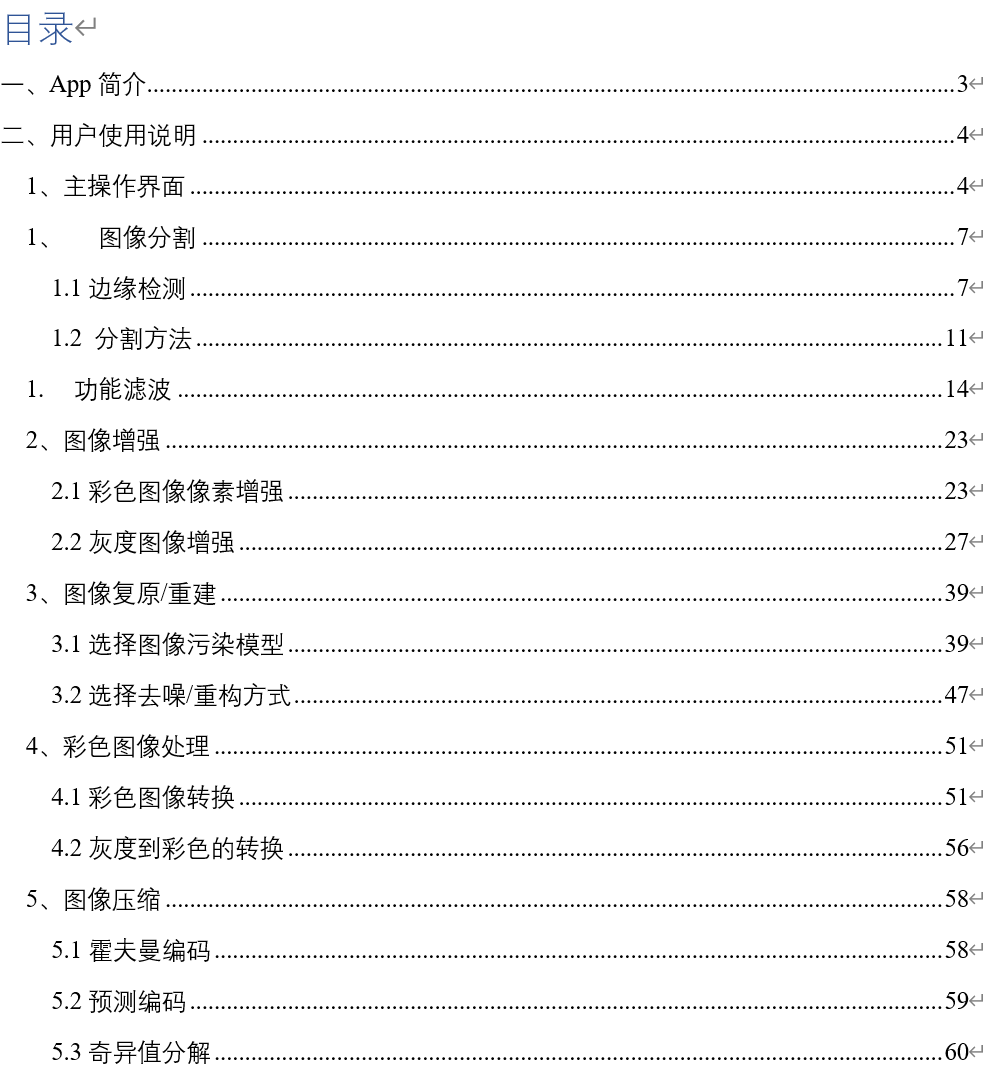 目录
一、App 简介 3
二、用户使用说明 4
1、主操作界面 4
1、 图像分割 7
1.1 边缘检测 7
1.2 分割方法 11
1. 功能滤波 14
2、图像增强 23
2.1 彩色图像像素增强 23
2.2 灰度图像增强 27
3、图像复原/重建 39
3.1 选择图像污染模型 39
3.2 选择去噪/重构方式 47
4、彩色图像处理 51
4.1 彩色图像转换 51
4.2 灰度到彩色的转换 56
5、图像压缩 58
5.1 霍夫曼编码 58
5.2 预测编码 59
5.3 奇异值分解 60